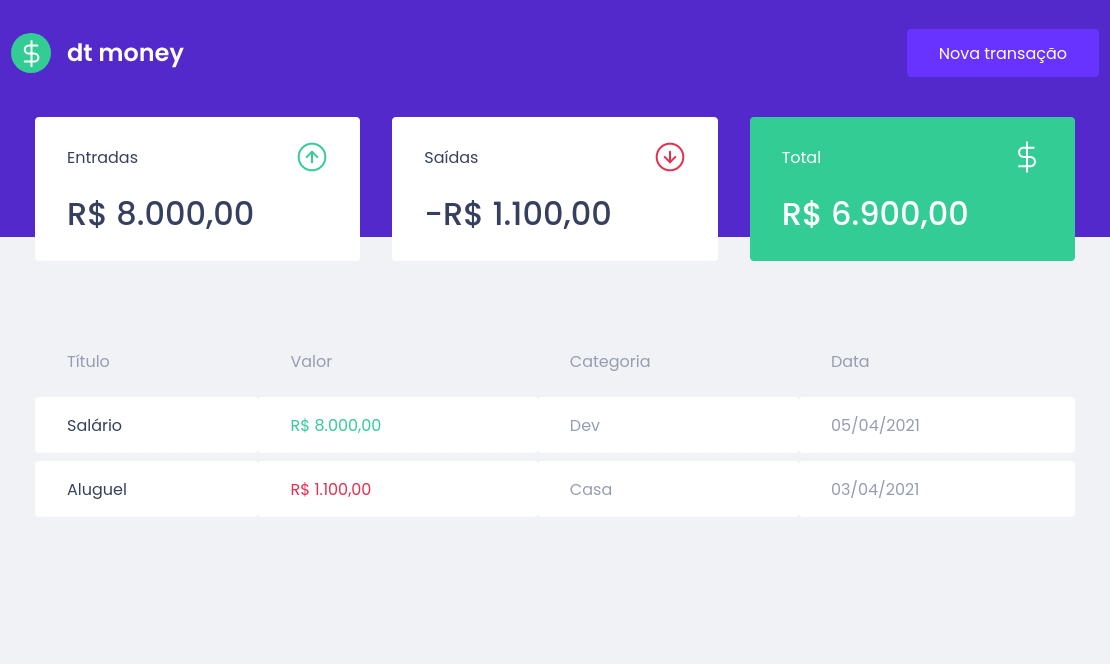 dt money
Nova transação
Entradas
R$ 8.000,00
Saídas
-R$ 1.100,00
Total
R$ 6.900,00
Título Valor Categoria Data
Salário R$ 8.000,00 Dev 05/04/2021
Aluguel R$ 1.100,00 Casa 03/04/2021